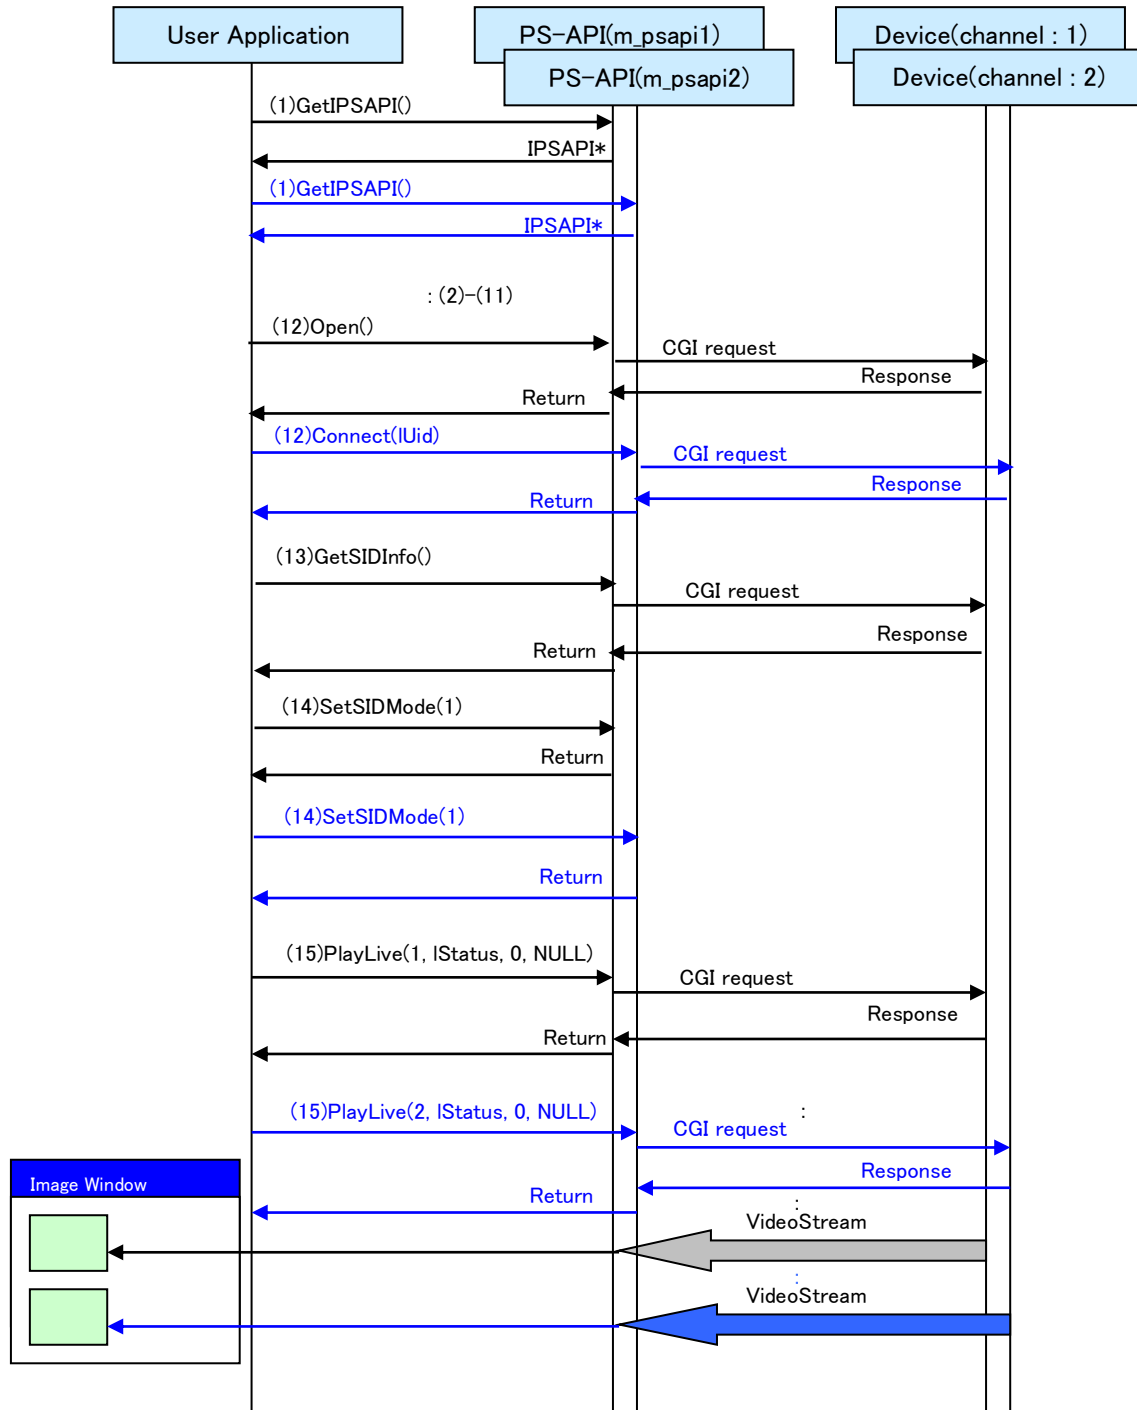 User Application
PS-API(m_psapi1)
Device(channel : 1)
PS-API(m_psapi2)
Device(channel : 2)
(1)GetIPSAPI()
IPSAPI*
(1)GetIPSAPI()
IPSAPI*
: (2)-(11)
(12)Open()
CGI request
Response
Return
(12)Connect(lUid)
CGI request
Response
Return
(13)GetSIDInfo()
CGI request
Response
Return
(14)SetSIDMode(1)
Return
(14)SetSIDMode(1)
Return
(15)PlayLive(1, lStatus, 0, NULL)
CGI request
Response
Return
(15)PlayLive(2, lStatus, 0, NULL)
:
CGI request
Response
Image Window
Return
:
VideoStream
:
VideoStream